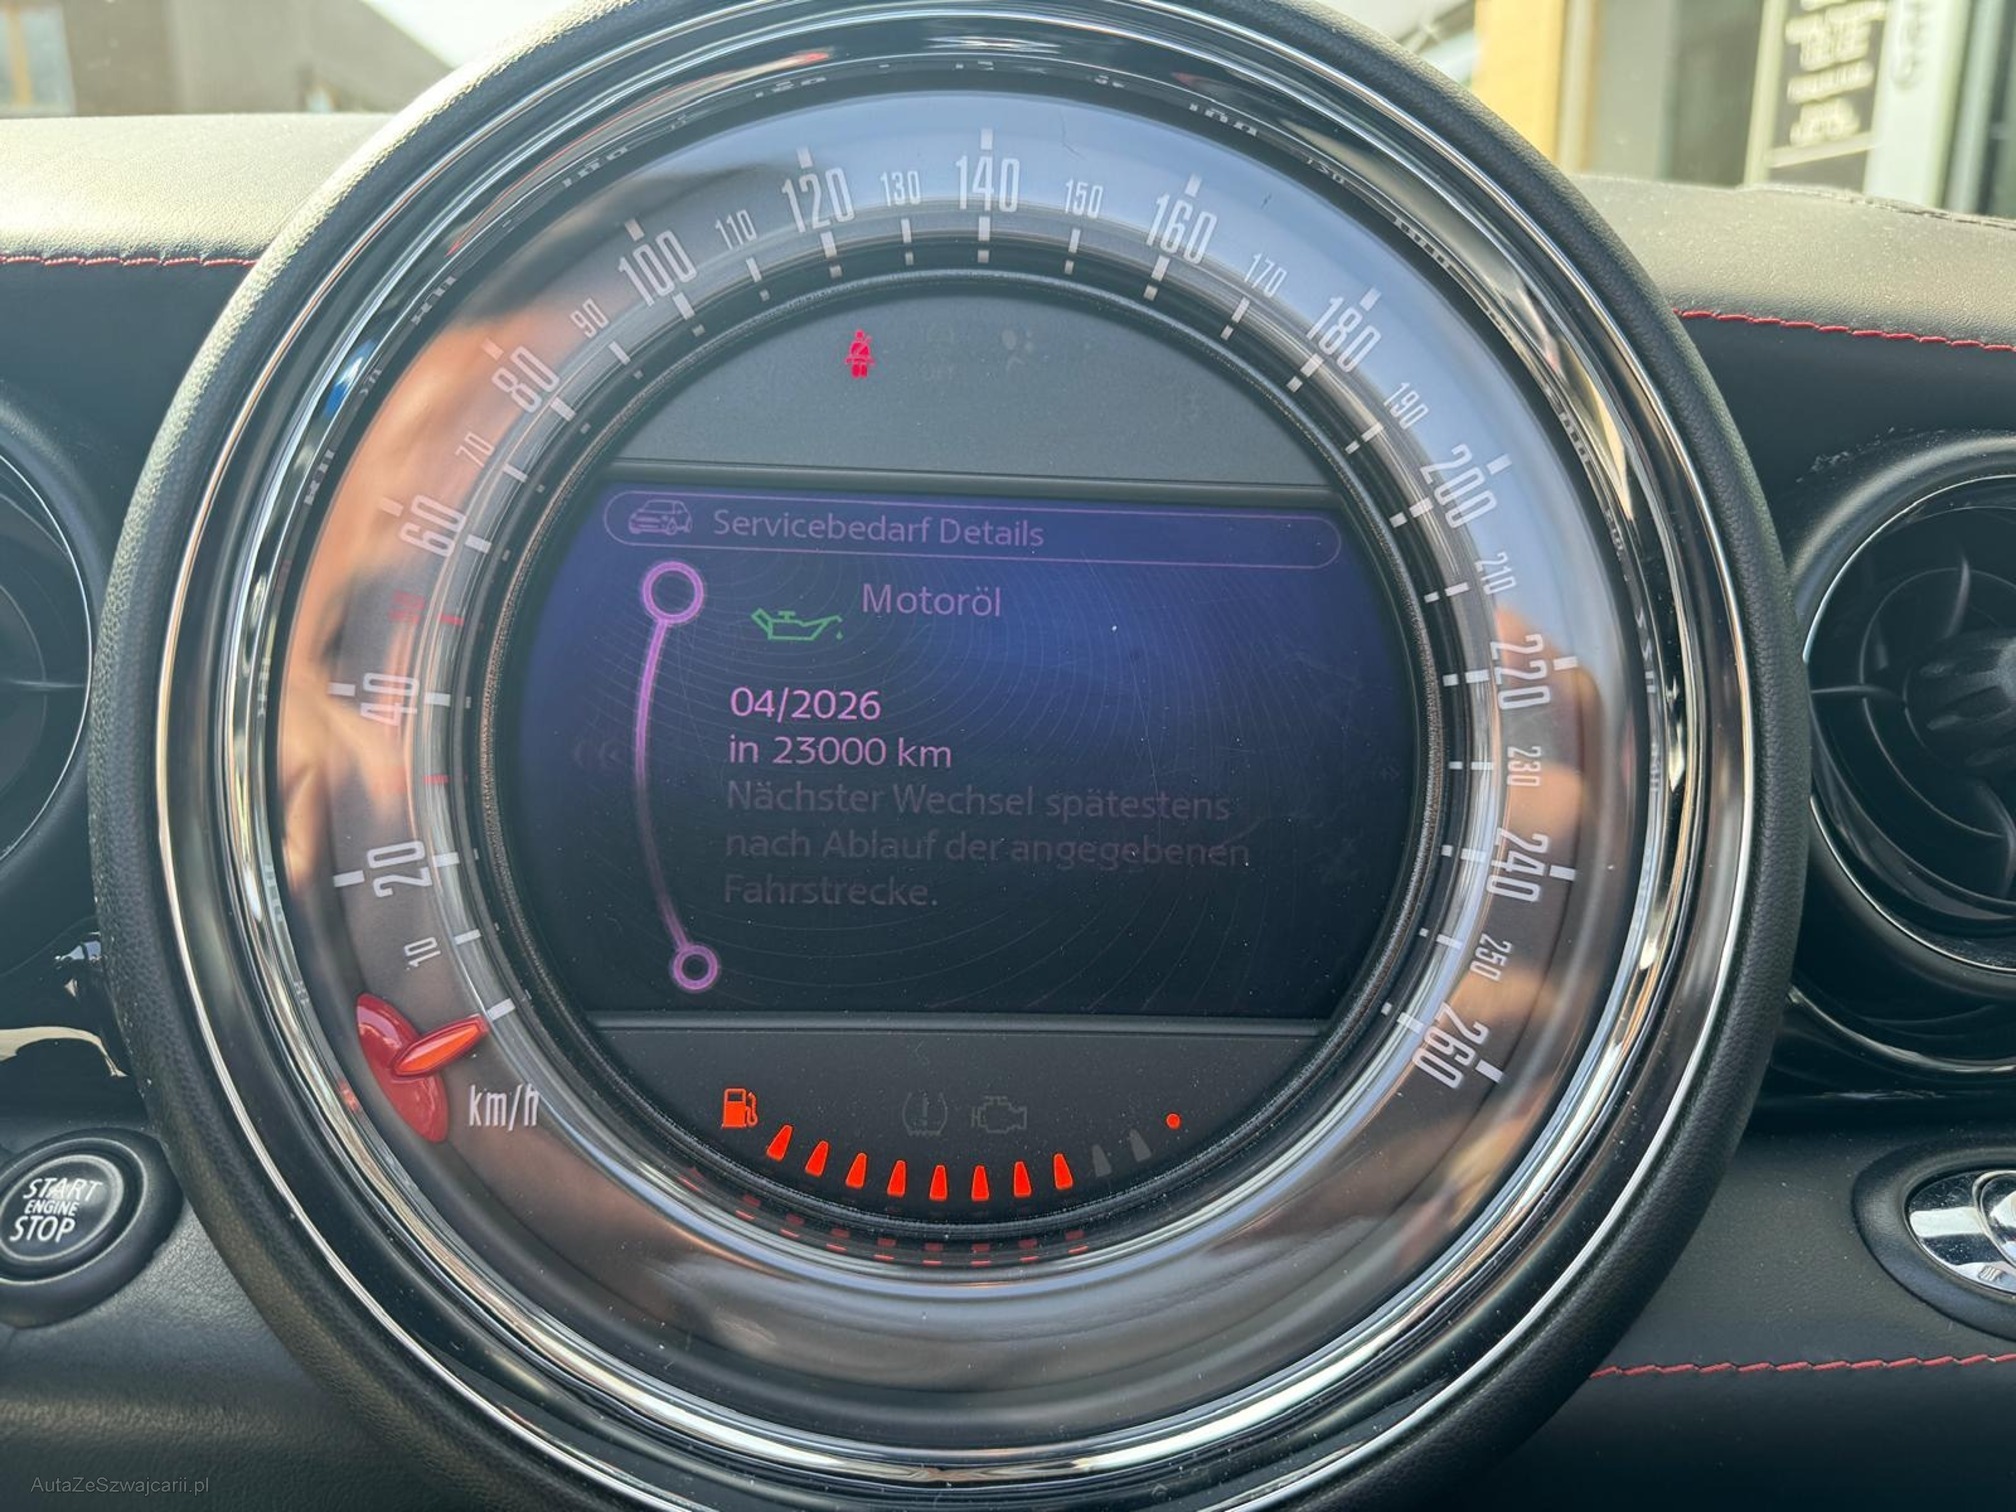 10
20
40
60
70
80
90
100
110
120
130
140
150
160
170
180
190
200
210
220
230
240
250
260
km/h
Servicebedarf Details
Motoröl
04/2026
in 23000 km
Nächster Wechsel spätestens
nach Ablauf der angegebenen
Fahrstrecke.
START
ENGINE
STOP
AutaZeSzwajcarii.pl